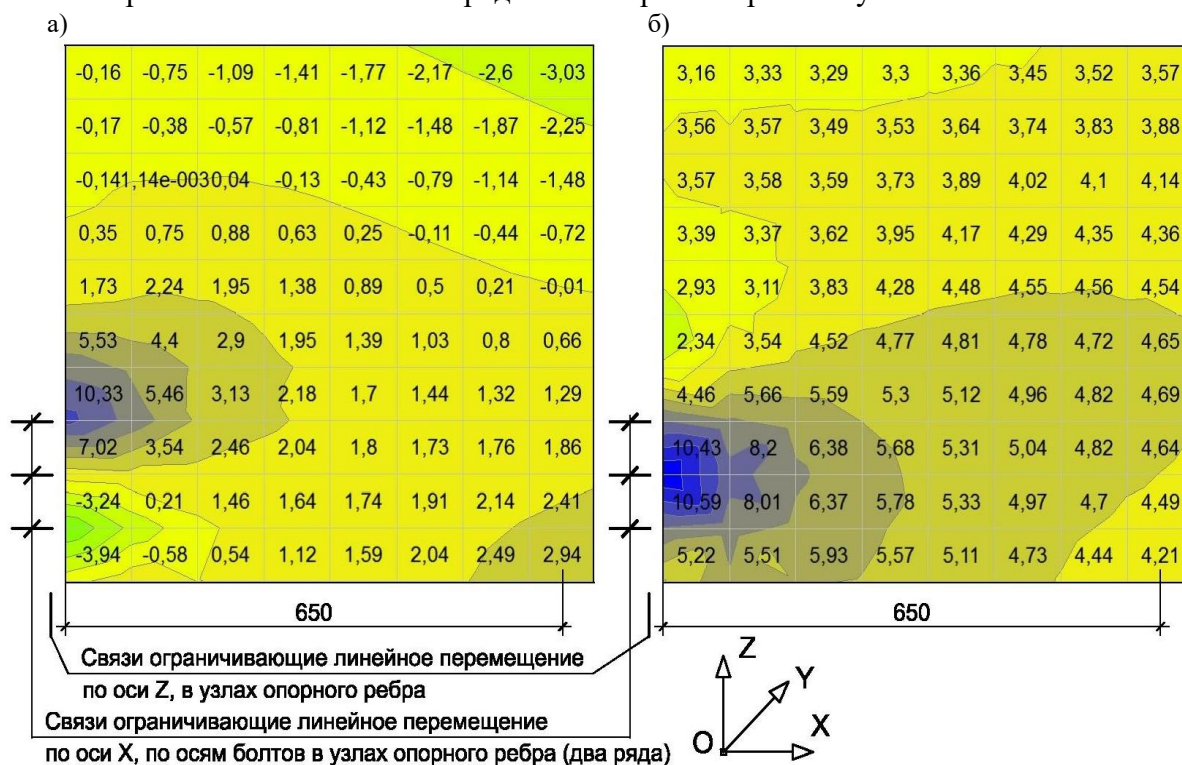 а) б)
-0,16 -0,75 -1,09 -1,41 -1,77 -2,17 -2,6 -3,03 3,16 3,33 3,29 3,3 3,36 3,45 3,52 3,57
-0,17 -0,38 -0,57 -0,81 -1,12 -1,48 -1,87 -2,25 3,56 3,57 3,49 3,53 3,64 3,74 3,83 3,88
-0,141,14e-0030,04 -0,13 -0,43 -0,79 -1,14 -1,48 3,57 3,58 3,59 3,73 3,89 4,02 4,1 4,14
0,35 0,75 0,88 0,63 0,25 -0,11 -0,44 -0,72 3,39 3,37 3,62 3,95 4,17 4,29 4,35 4,36
1,73 2,24 1,95 1,38 0,89 0,5 0,21 -0,01 2,93 3,11 3,83 4,28 4,48 4,55 4,56 4,54
5,53 4,4 2,9 1,95 1,39 1,03 0,8 0,66 2,34 3,54 4,52 4,77 4,81 4,78 4,72 4,65
10,33 5,46 3,13 2,18 1,7 1,44 1,32 1,29 4,46 5,66 5,59 5,3 5,12 4,96 4,82 4,69
7,02 3,54 2,46 2,04 1,8 1,73 1,76 1,86 10,43 8,2 6,38 5,68 5,31 5,04 4,82 4,64
-3,24 0,21 1,46 1,64 1,74 1,91 2,14 2,41 10,59 8,01 6,37 5,78 5,33 4,97 4,7 4,49
-3,94 -0,58 0,54 1,12 1,59 2,04 2,49 2,94 5,22 5,51 5,93 5,57 5,11 4,73 4,44 4,21
650 650
Связи ограничивающие линейное перемещение
по оси Z, в узлах опорного ребра
Связи ограничивающие линейное перемещение
по оси X, по осям болтов в узлах опорного ребра (два ряда)
Z
Y
O X